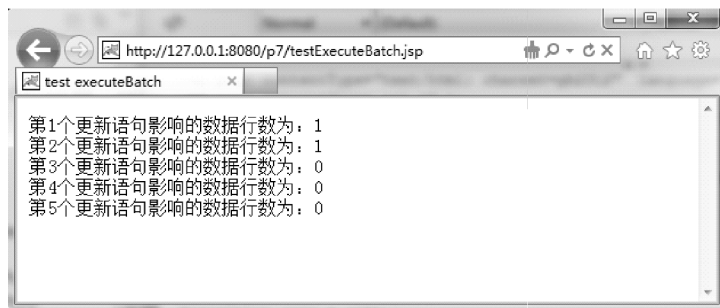 http://127.0.0.1:8080/p7/testExecuteBatch.jsp
test executeBatch
第1个更新语句影响的数据行数为：1
第2个更新语句影响的数据行数为：1
第3个更新语句影响的数据行数为：0
第4个更新语句影响的数据行数为：0
第5个更新语句影响的数据行数为：0